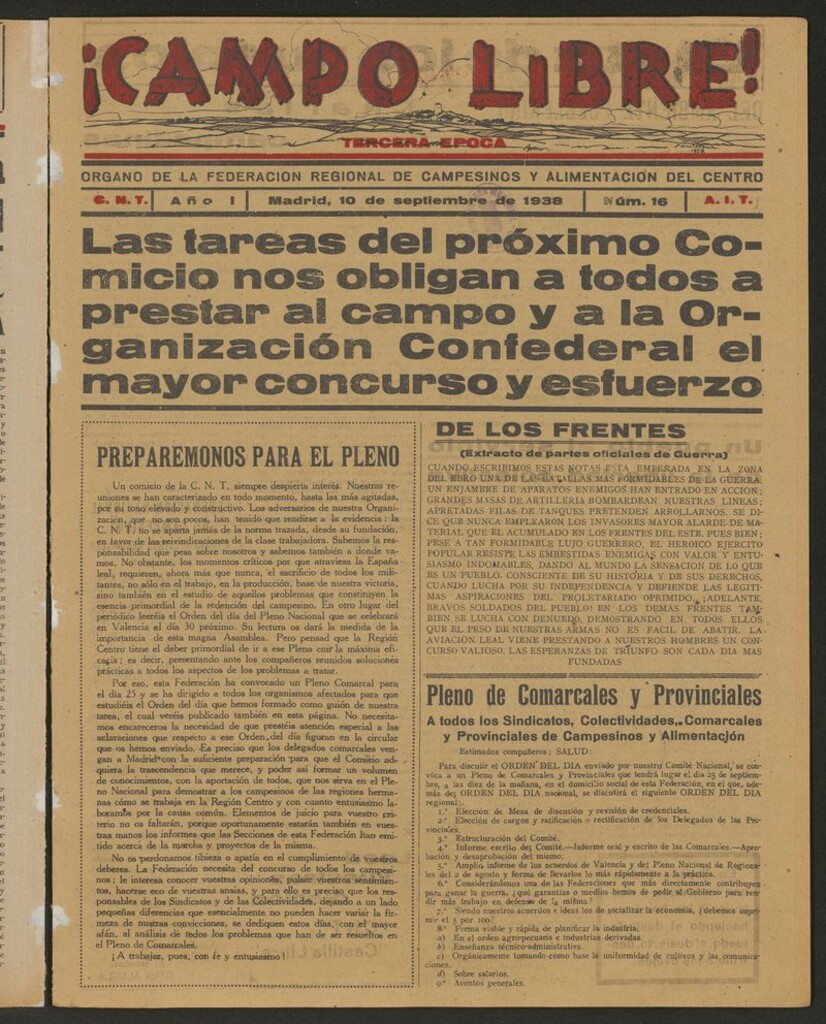 ¡CAMPO LIBRE!
TERCERA EPOCA
ORGANO DE LA FEDERACION REGIONAL DE CAMPESINOS Y ALIMENTACION DEL CENTRO
C. N. T. Año I Madrid, 10 de septiembre de 1938 Núm. 16 A. I. T.
Las tareas del próximo Co-
micio nos obligan a todos a
prestar al campo y a la Or-
ganización Confederal el
mayor concurso y esfuerzo
PREPAREMONOS PARA EL PLENO
Un comicio de la C. N. T. siempre despierta interés. Nuestras re-
uniones se han caracterizado en todo momento, hasta las más agitadas,
por su tono elevado y constructivo. Los adversarios de nuestra Organi-
zación, que no son pocos, han tenido que rendirse a la evidencia: la
C. N. T. no se aparta jamás de la norma trazada, desde su fundación,
en favor de las reivindicaciones de la clase trabajadora. Sabemos la res-
ponsabilidad que pesa sobre nosotros y sabemos también a donde va-
mos. No obstante, los momentos críticos por que atraviesa la España
leal, requieren, ahora más que nunca, el sacrificio de todos los mili-
tantes, no sólo en el trabajo, en la producción, base de nuestra victoria,
sino también en el estudio de aquellos problemas que constituyen la
esencia primordial de la redención del campesino. En otro lugar del
periódico leeréis el Orden del día del Pleno Nacional que se celebrará
en Valencia el día 30 próximo. Su lectura os dará la medida de la
importancia de esta magna Asamblea. Pero pensad que la Región
Centro tiene el deber primordial de ir a ese Pleno con la máxima efi-
cacia; es decir, presentando ante los compañeros reunidos soluciones
prácticas a todos los aspectos de los problemas a tratar.
Por eso, esta Federación ha convocado un Pleno Comarcal para
el día 25 y se ha dirigido a todos los organismos afectados para que
estudiéis el Orden del día que hemos formado como guión de nuestra
tarea, el cual veréis publicado también en esta página. No necesita-
mos encareceros la necesidad de que prestéis atención especial a las
aclaraciones que respecto a ese Orden del día figuran en la circular
que os hemos enviado. Es preciso que los delegados comarcales ven-
gan a Madrid con la suficiente preparación para que el Comicio ad-
quiera la trascendencia que merece, y poder así formar un volumen
de conocimientos, con la aportación de todos, que nos sirva en el Ple-
no Nacional para demostrar a los campesinos de las regiones herma-
nas cómo se trabaja en la Región Centro y con cuanto entusiasmo la-
boramos por la causa común. Elementos de juicio para vuestro cri-
terio no os faltarán, porque oportunamente estarán también en vues-
tras manos los informes que las Secciones de esta Federación han emi-
tido acerca de la marcha y proyectos de la misma.
No os perdonamos tibieza o apatía en el cumplimiento de vuestros
deberes. La Federación necesita del concurso de todos los campesi-
nos; le interesa conocer vuestras opiniones, pulsar vuestros sentimien-
tos, hacerse eco de vuestras ansias, y para ello es preciso que los res-
ponsables de los Sindicatos y de las Colectividades, dejando a un lado
pequeñas diferencias que esencialmente no pueden hacer variar la fir-
meza de nuestras convicciones, se dediquen estos días, con el mayor
afán, al análisis de todos los problemas que han de ser resueltos en
el Pleno de Comarcales.
¡A trabajar, pues, con fe y entusiasmo!
DE LOS FRENTES
(Extracto de partes oficiales de Guerra)
CUANDO ESCRIBIMOS ESTAS NOTAS ESTA EMPEÑADA EN LA ZONA
DEL EBRO UNA DE LAS BATALLAS MAS FORMIDABLES DE LA GUERRA.
UN ENJAMBRE DE APARATOS ENEMIGOS HAN ENTRADO EN ACCION;
GRANDES MASAS DE ARTILLERIA BOMBARDEAN NUESTRAS LINEAS;
APRETADAS FILAS DE TANQUES PRETENDEN ARROLLARNOS. SE DI-
CE QUE NUNCA EMPLEARON LOS INVASORES MAYOR ALARDE DE MA-
TERIAL QUE EL ACUMULADO EN LOS FRENTES DEL ESTE. PUES BIEN;
PESE A TAN FORMIDABLE LUJO GUERRERO, EL HEROICO EJERCITO
POPULAR RESISTE LAS EMBESTIDAS ENEMIGAS CON VALOR Y ENTU-
SIASMO INDOMABLES, DANDO AL MUNDO LA SENSACION DE LO QUE
ES UN PUEBLO, CONSCIENTE DE SU HISTORIA Y DE SUS DERECHOS,
CUANDO LUCHA POR SU INDEPENDENCIA Y DEFIENDE LAS LEGITI-
MAS ASPIRACIONES DEL PROLETARIADO OPRIMIDO. ¡ADELANTE,
BRAVOS SOLDADOS DEL PUEBLO! EN LOS DEMAS FRENTES TAM-
BIEN SE LUCHA CON DENUEDO, DEMOSTRANDO EN TODOS ELLOS
QUE EL PESO DE NUESTRAS ARMAS NO ES FACIL DE ABATIR. LA
AVIACION LEAL VIENE PRESTANDO A NUESTROS HOMBRES UN CON-
CURSO VALIOSO. LAS ESPERANZAS DE TRIUNFO SON CADA DIA MAS
FUNDADAS
Pleno de Comarcales y Provinciales
A todos los Sindicatos, Colectividades, Comarcales
y Provinciales de Campesinos y Alimentación
Estimados compañeros; SALUD:
Para discutir el ORDEN DEL DIA enviado por nuestro Comité Nacional, se con-
voca a un Pleno de Comarcales y Provinciales que tendrá lugar el día 25 de septiem-
bre, a las diez de la mañana, en el domicilio social de esta Federación, en el que, ade-
más del ORDEN DEL DIA nacional, se discutirá el siguiente ORDEN DEL DIA
regional:
1.º Elección de Mesa de discusión y revisión de credenciales.
2.º Elección de cargos y ratificación o rectificación de los Delegados de las Pro-
vinciales.
3.º Estructuración del Comité.
4.º Informe escrito del Comité.—Informe oral y escrito de las Comarcales.—Apro-
bación y desaprobación del mismo.
5.º Amplio informe de los acuerdos de Valencia y del Pleno Nacional de Regiona-
les del 2 de agosto y forma de llevarlos lo más rápidamente a la práctica.
6.º Considerándonos una de las Federaciones que más directamente contribuyen
para ganar la guerra, ¿qué garantías o medios hemos de pedir al Gobierno para ren-
dir más trabajo en defensa de la misma?
7.º Siendo nuestros acuerdos e ideas los de socializar la economía, ¿debemos supri-
mir el 5 por 100?
8.º Forma viable y rápida de planificar la industria;
a) En el orden agro-pecuario e industrias derivadas.
b) Enseñanza técnico-administrativa.
c) Orgánicamente tomando como base la uniformidad de cultivos y las comunica-
ciones.
d) Sobre salarios.
9.º Asuntos generales.